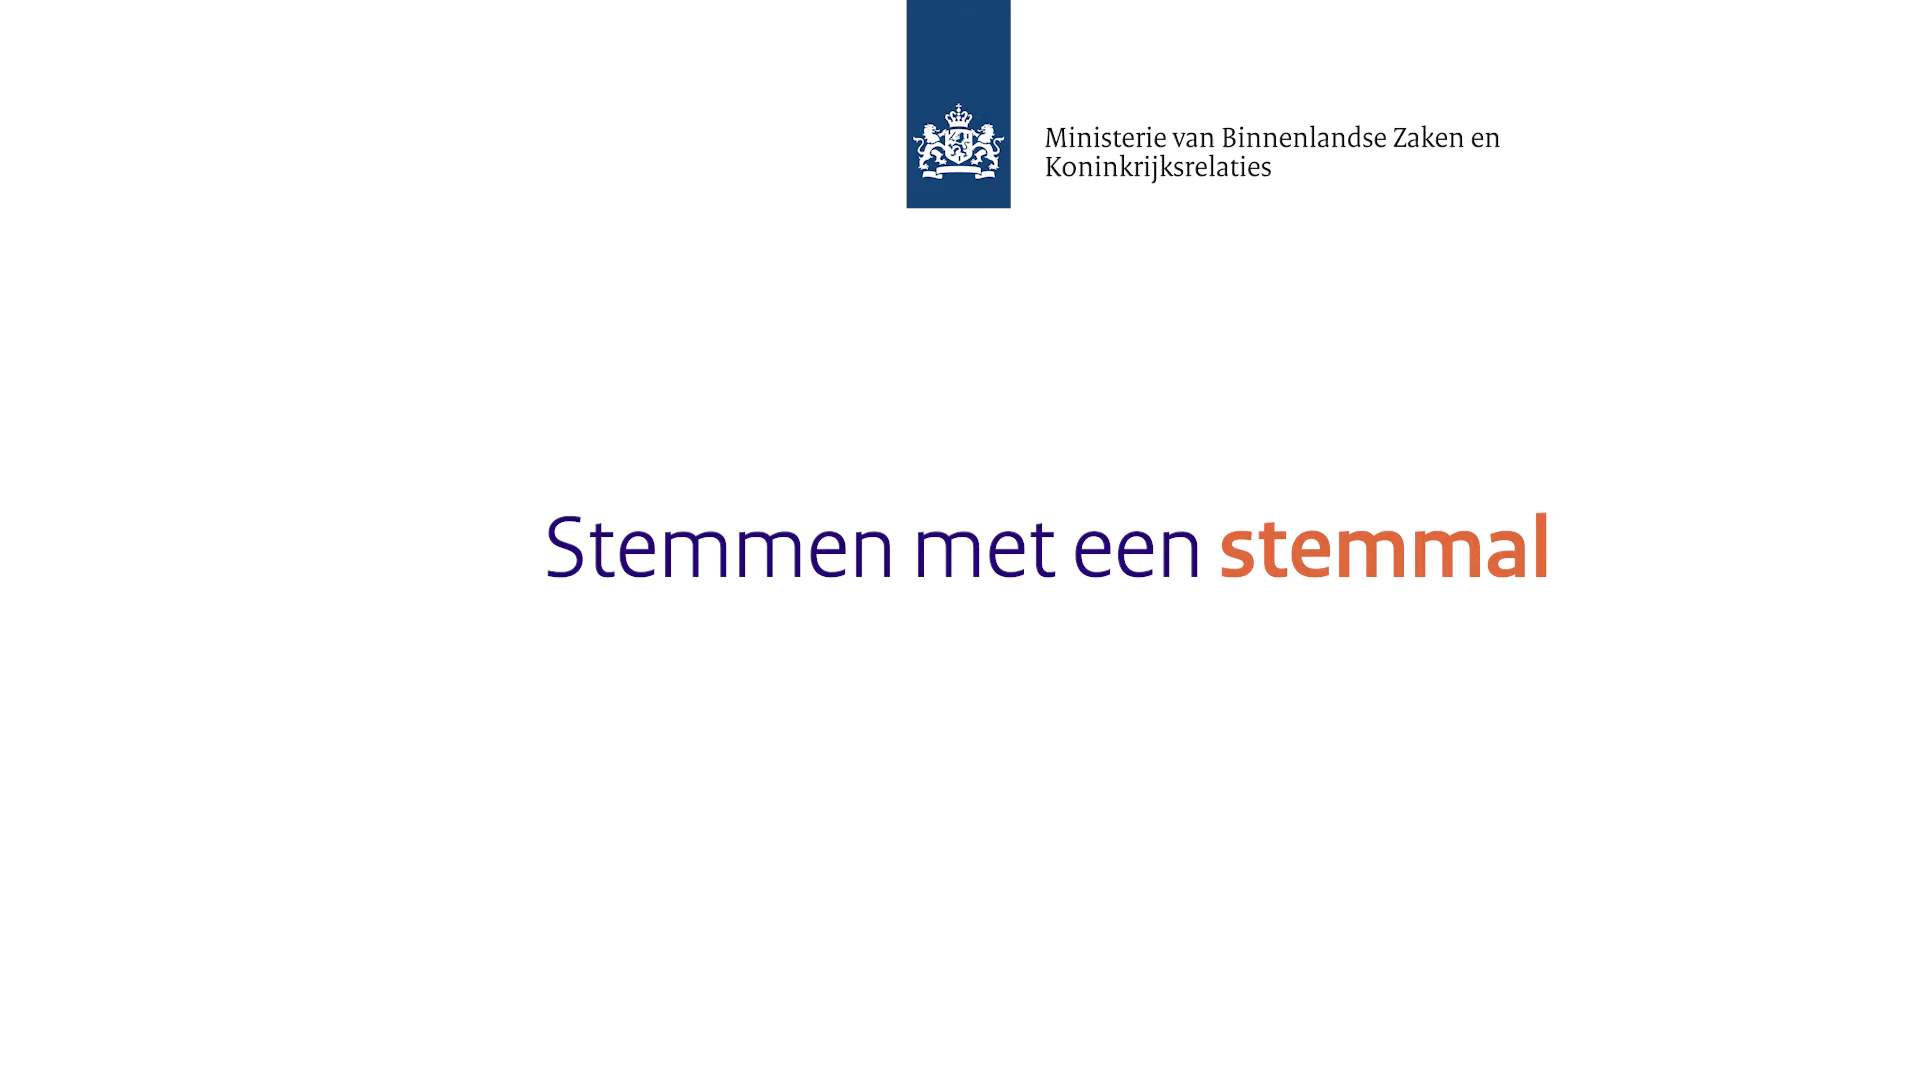 Ministerie van Binnenlandse Zaken en
Koninkrijksrelaties
Stemmen met een stemmal